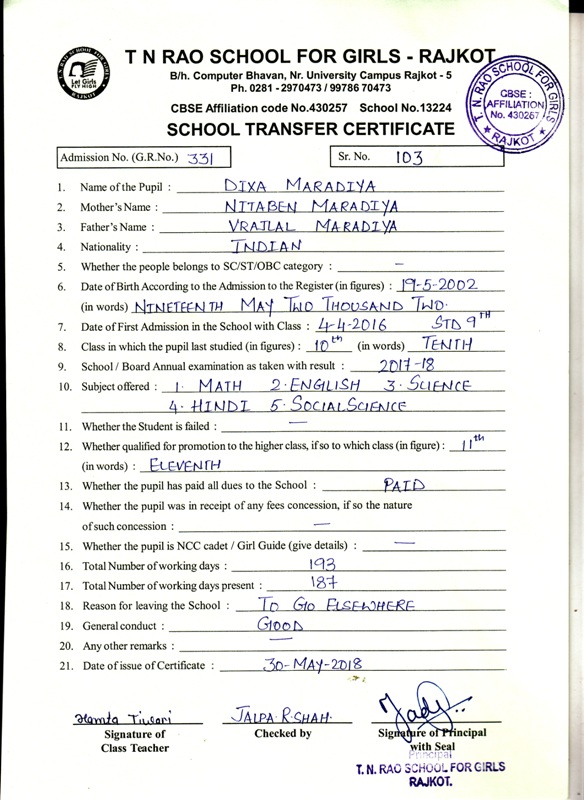 T. N. RAO SCHOOL FOR GIRLS
Let Girls
FLY HIGH
RAJKOT
T N RAO SCHOOL FOR GIRLS - RAJKOT
B/h. Computer Bhavan, Nr. University Campus Rajkot - 5
Ph. 0281 - 2970473 / 99786 70473
CBSE Affiliation code No.430257 School No.13224
T. N. RAO SCHOOL FOR GIRLS
CBSE :
AFFILIATION
No. 430257
★ RAJKOT ★
SCHOOL TRANSFER CERTIFICATE
Admission No. (G.R.No.) 331 Sr. No. 103
1. Name of the Pupil : DIXA MARADIYA
2. Mother's Name : NITABEN MARADIYA
3. Father's Name : VRAJLAL MARADIYA
4. Nationality : INDIAN
5. Whether the people belongs to SC/ST/OBC category : —
6. Date of Birth According to the Admission to the Register (in figures) : 19-5-2002
(in words) NINETEENTH MAY TWO THOUSAND TWO.
7. Date of First Admission in the School with Class : 4-4-2016 STD 9TH
8. Class in which the pupil last studied (in figures) : 10th (in words) TENTH
9. School / Board Annual examination as taken with result : 2017-18
10. Subject offered : 1. MATH 2. ENGLISH 3. SCIENCE
4. HINDI 5. SOCIAL SCIENCE
11. Whether the Student is failed : —
12. Whether qualified for promotion to the higher class, if so to which class (in figure) : 11th
(in words) : ELEVENTH
13. Whether the pupil has paid all dues to the School : PAID
14. Whether the pupil was in receipt of any fees concession, if so the nature
of such concession : —
15. Whether the pupil is NCC cadet / Girl Guide (give details) : —
16. Total Number of working days : 193
17. Total Number of working days present : 187
18. Reason for leaving the School : TO GO ELSEWHERE
19. General conduct : GOOD
20. Any other remarks : —
21. Date of issue of Certificate : 30-MAY-2018
Mamta Tiwari JALPA.R.SHAH.
Signature of Checked by Signature of Principal
Class Teacher with Seal
Principal
T. N. RAO SCHOOL FOR GIRLS
RAJKOT.